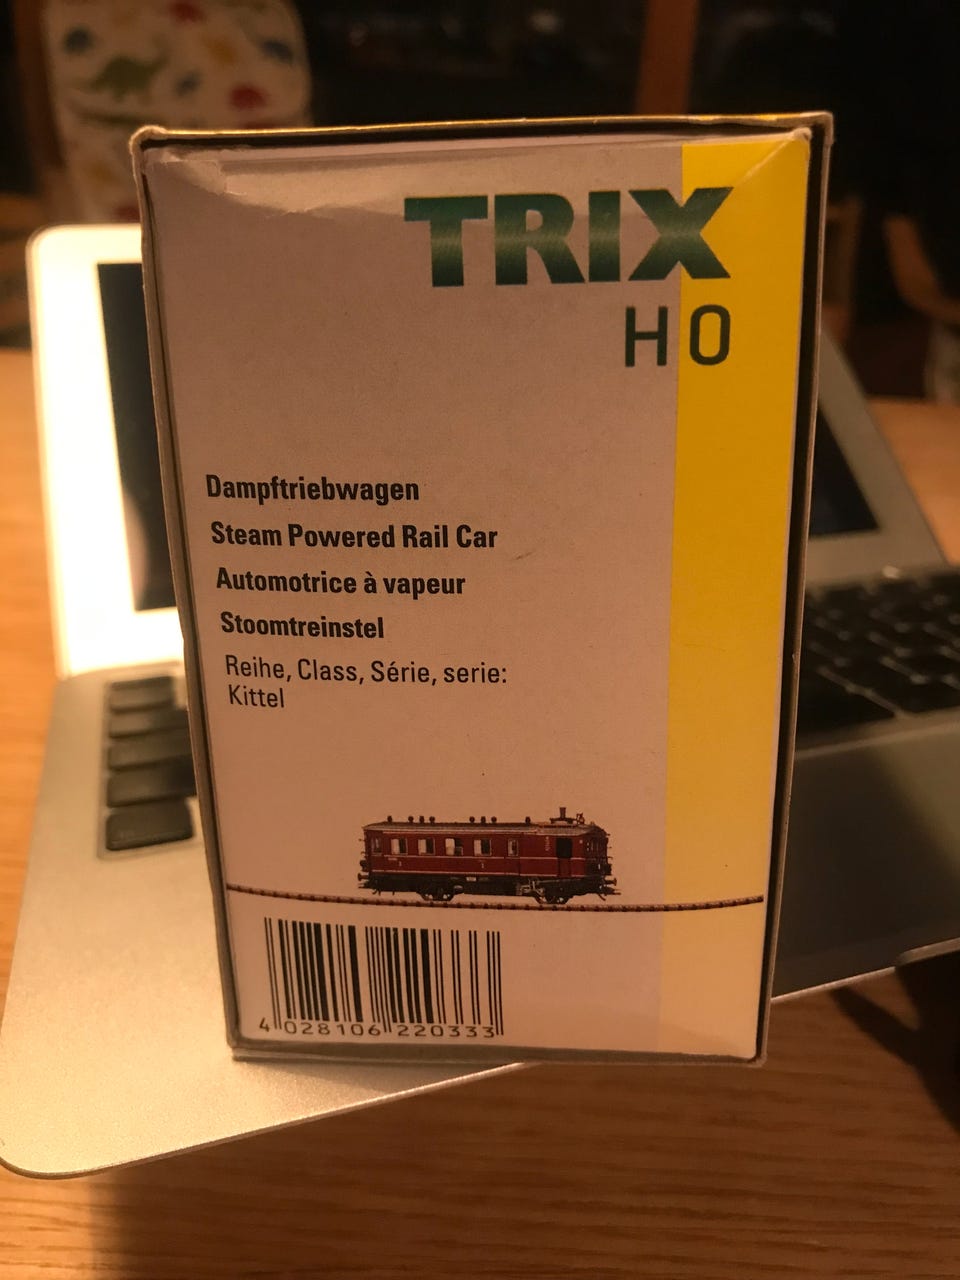 TRIX
H0
Dampftriebwagen
Steam Powered Rail Car
Automotrice à vapeur
Stoomtreinstel
Reihe, Class, Série, serie:
Kittel
4 028106 220333